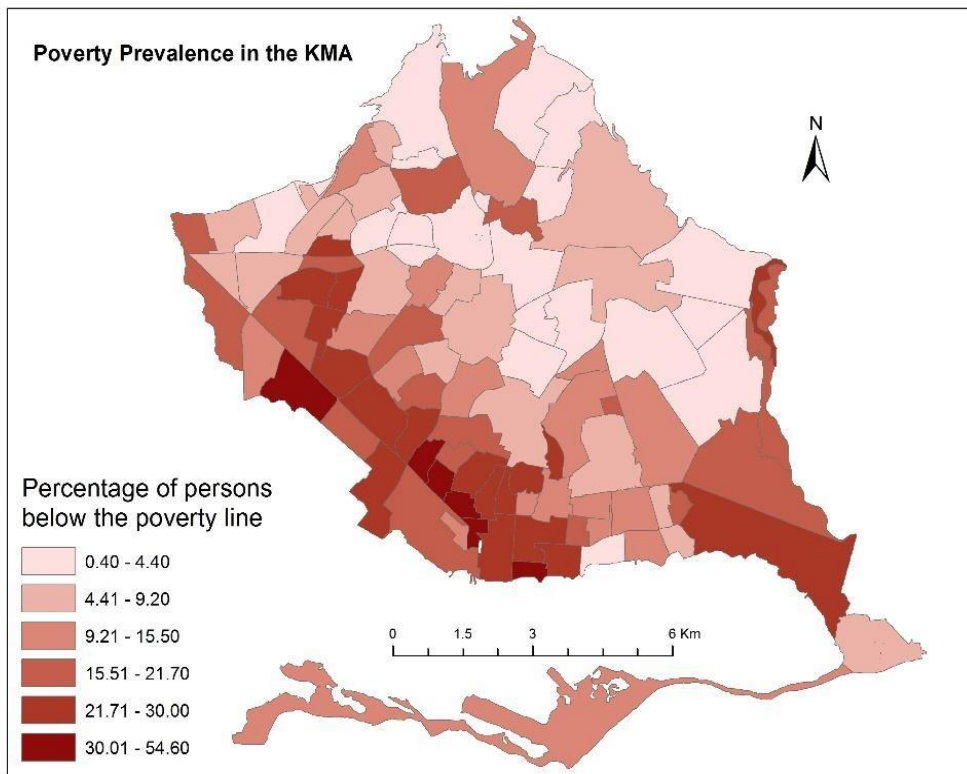 Poverty Prevalence in the KMA
N
Percentage of persons
below the poverty line
0.40 - 4.40
4.41 - 9.20
9.21 - 15.50
15.51 - 21.70
21.71 - 30.00
30.01 - 54.60
0 1.5 3 6 Km